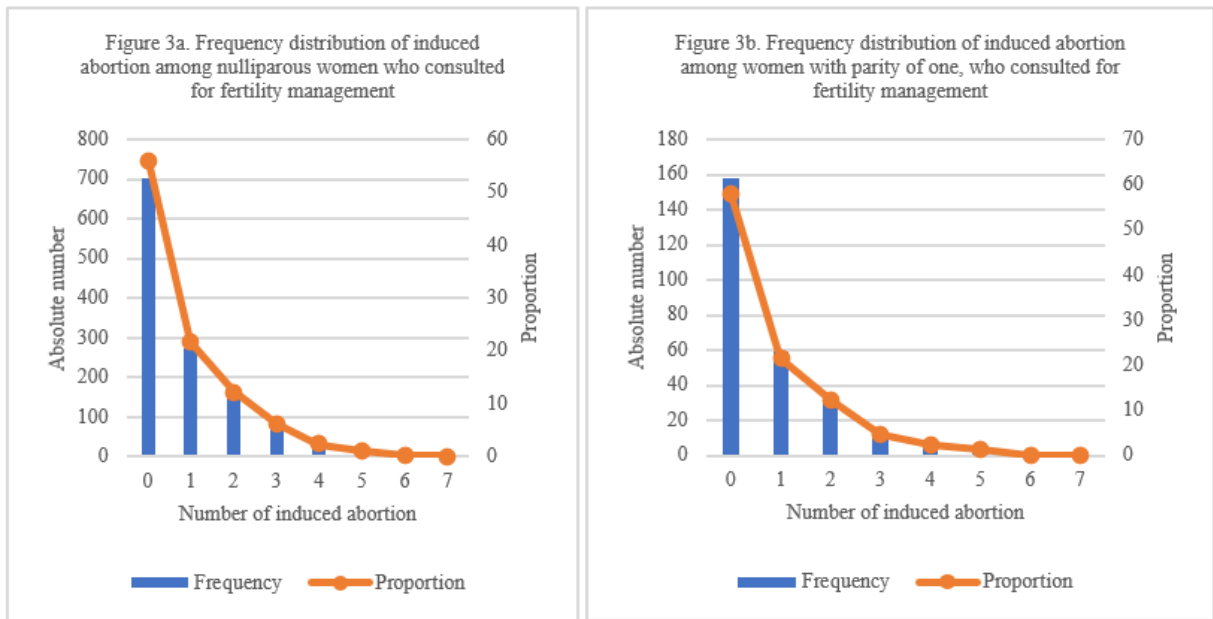 Figure 3a. Frequency distribution of induced
abortion among nulliparous women who consulted
for fertility management
800
700
600
500
400
300
200
100
0
Absolute number
60
50
40
30
20
10
0
Proportion
0 1 2 3 4 5 6 7
Number of induced abortion
Frequency Proportion
Figure 3b. Frequency distribution of induced abortion
among women with parity of one, who consulted for
fertility management
180
160
140
120
100
80
60
40
20
0
Absolute number
70
60
50
40
30
20
10
0
Proportion
0 1 2 3 4 5 6 7
Number of induced abortion
Frequency Proportion